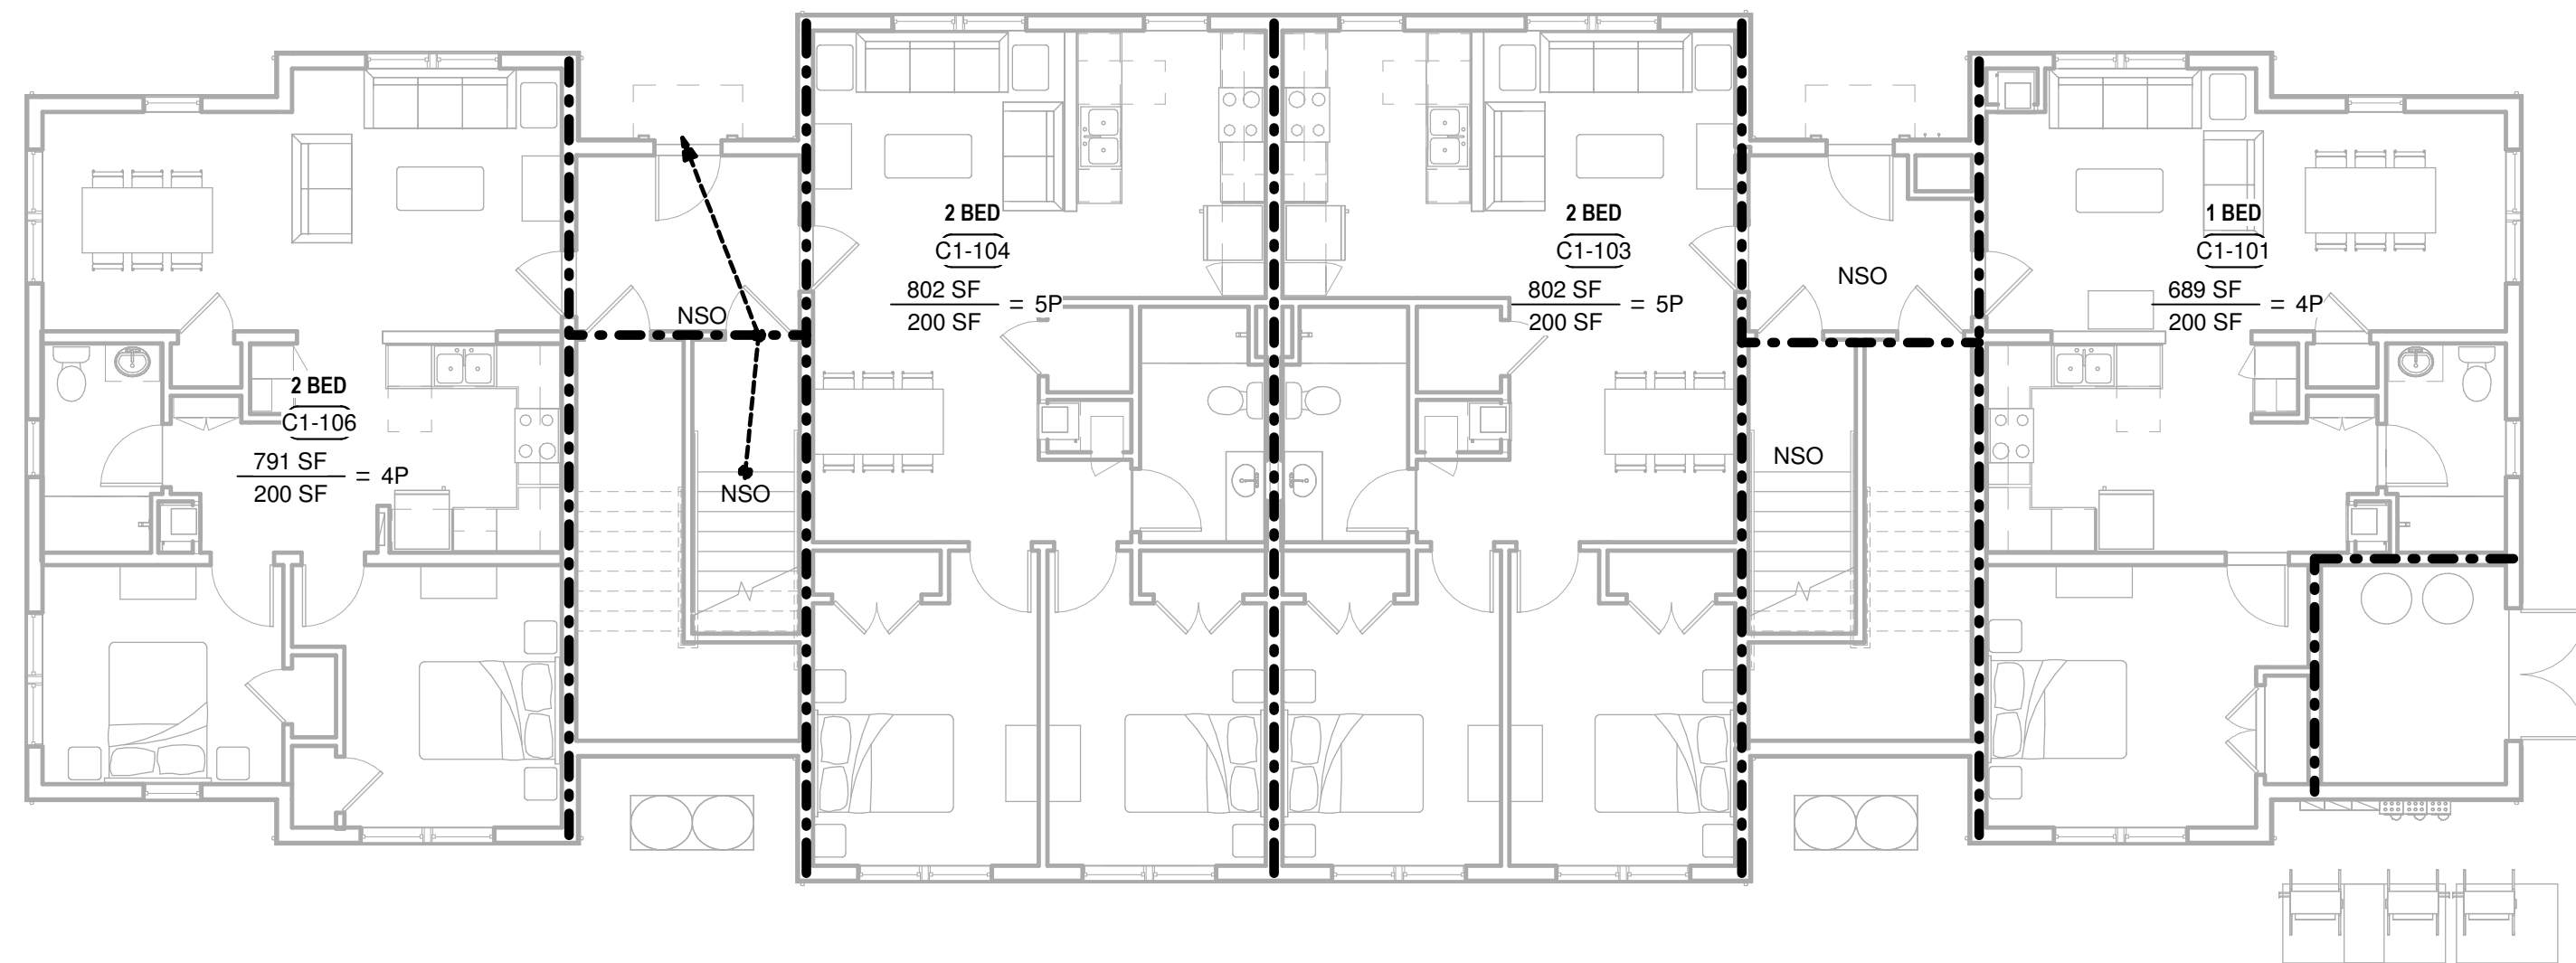 2 BED
C1-106
791 SF
200 SF
= 4P
NSO
NSO
2 BED
C1-104
802 SF
200 SF
= 5P
2 BED
C1-103
802 SF
200 SF
= 5P
NSO
NSO
1 BED
C1-101
689 SF
200 SF
= 4P